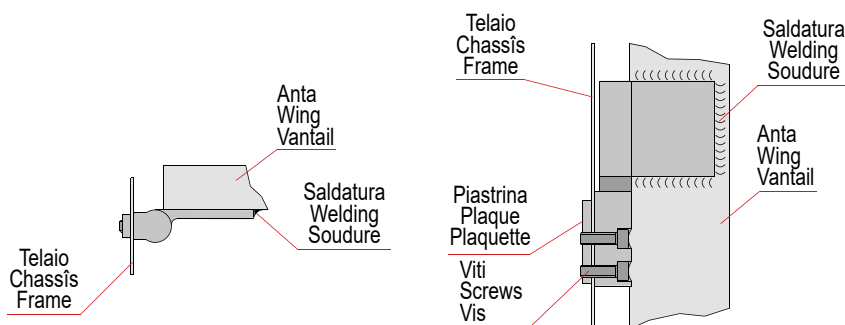 Anta
Wing
Vantail
Saldatura
Welding
Soudure
Telaio
Chassîs
Frame
Telaio
Chassîs
Frame
Saldatura
Welding
Soudure
Anta
Wing
Vantail
Piastrina
Plaque
Plaquette
Viti
Screws
Vis